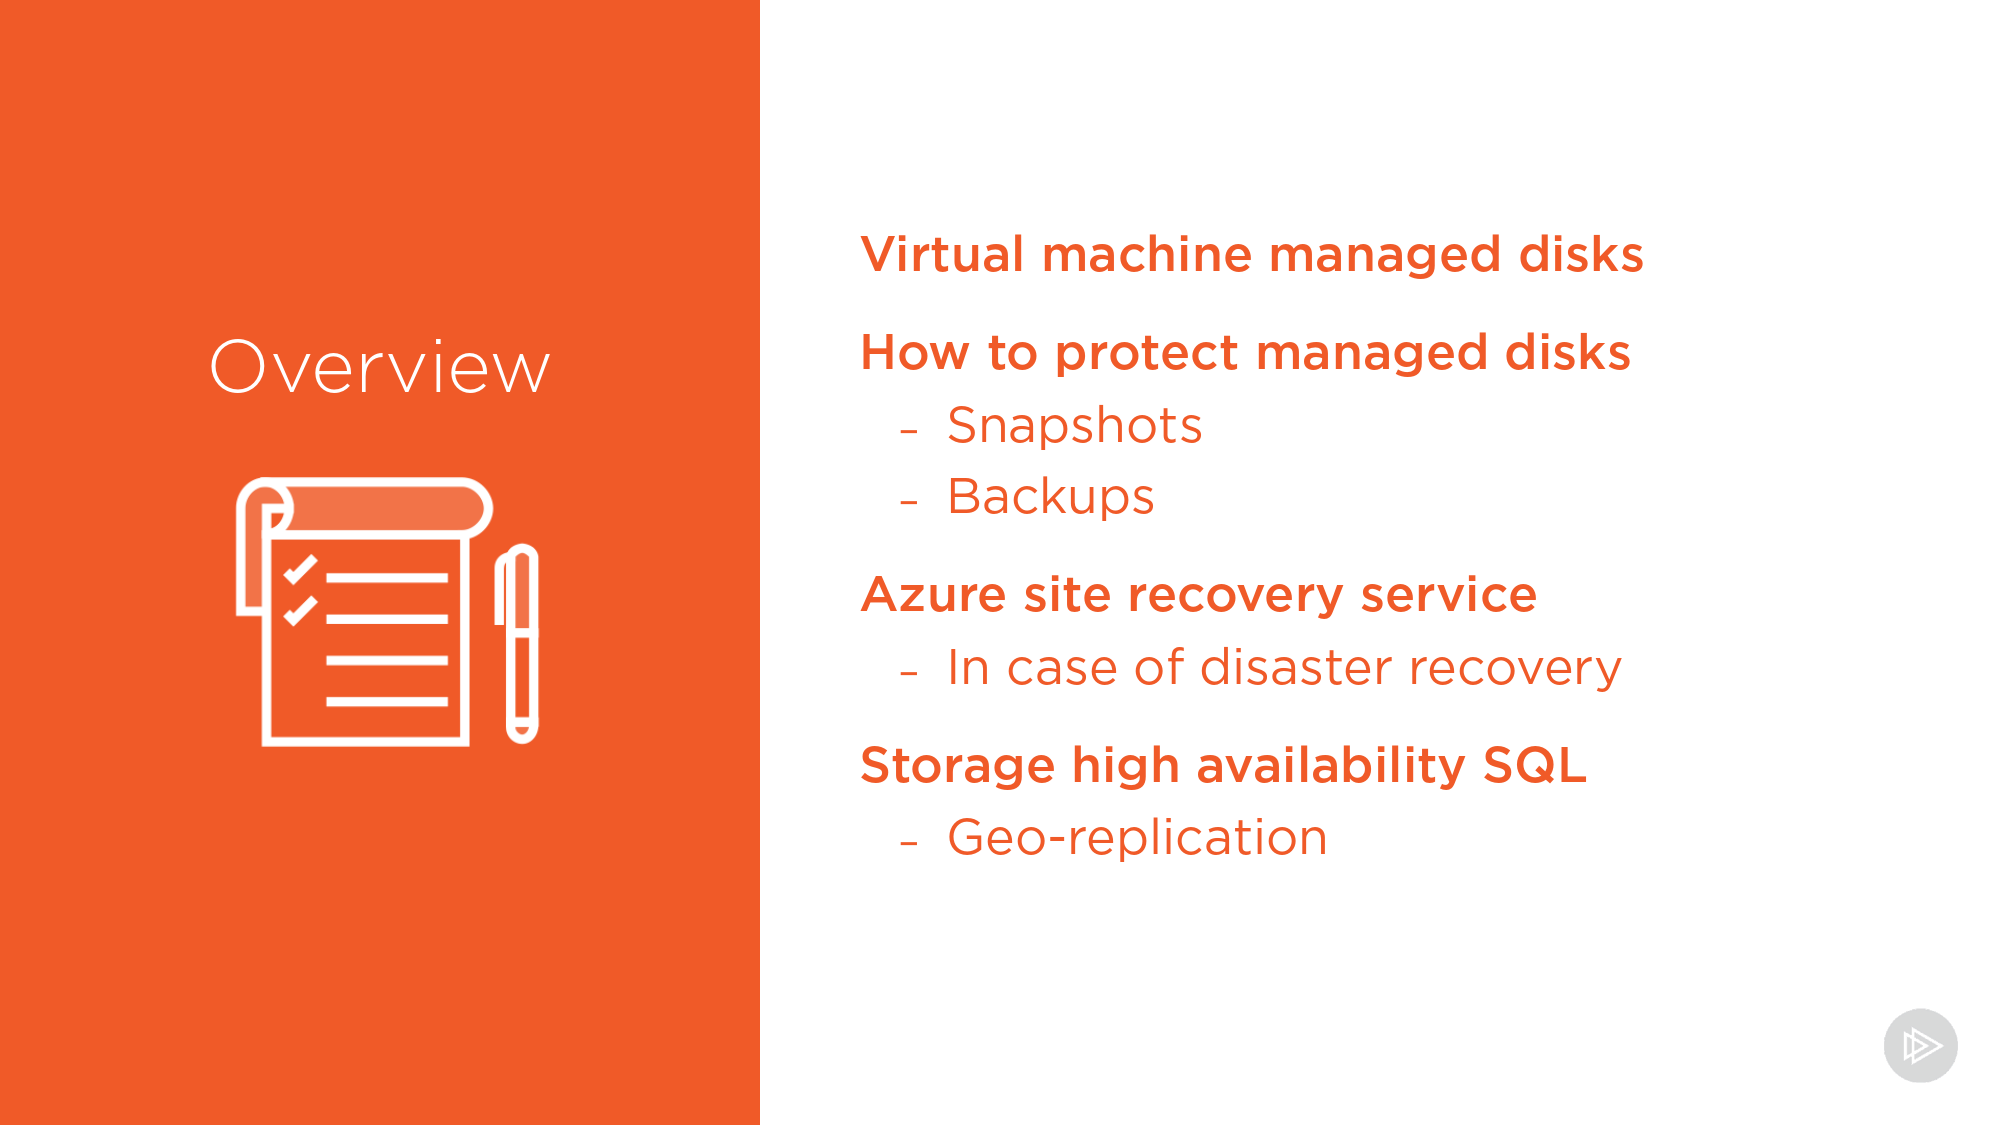 Overview
Virtual machine managed disks
How to protect managed disks
– Snapshots
– Backups
Azure site recovery service
– In case of disaster recovery
Storage high availability SQL
– Geo-replication